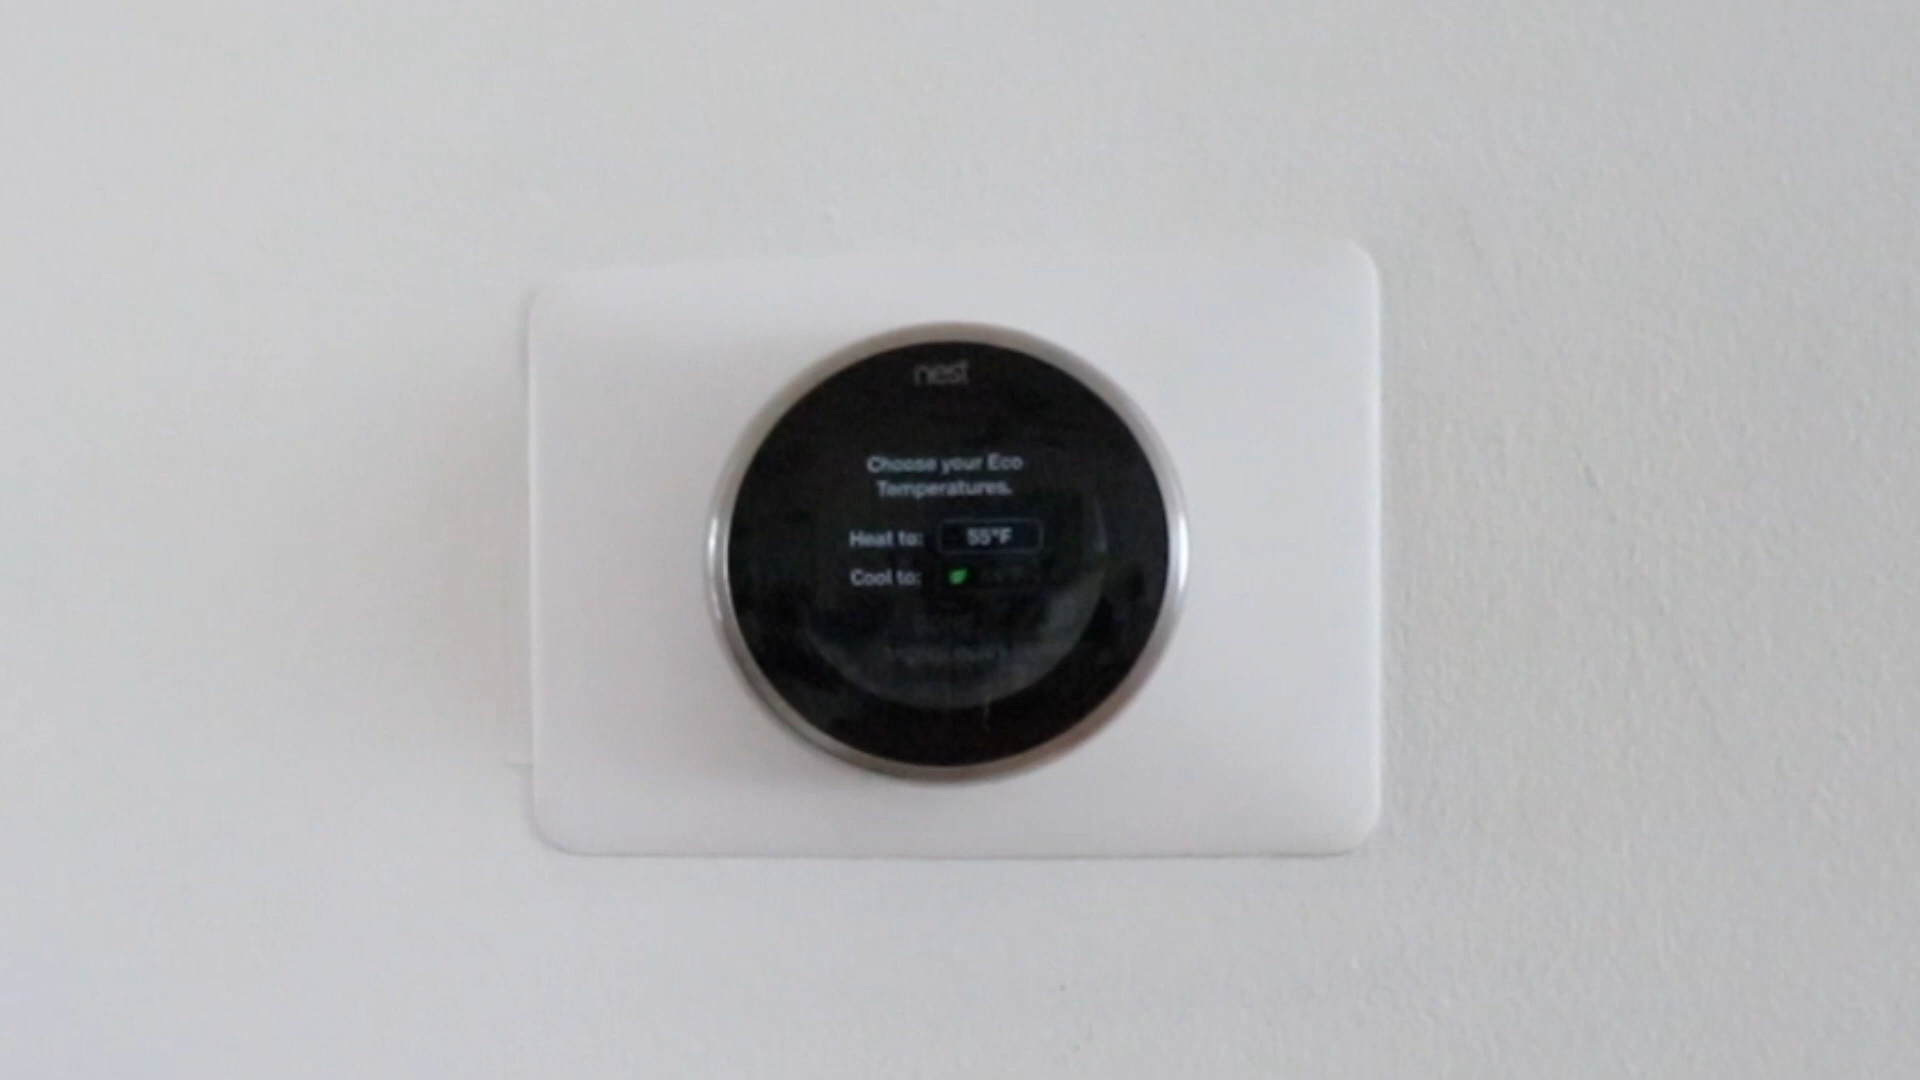 nest
Choose your Eco
Temperatures.
Heat to: 55°F
Cool to: